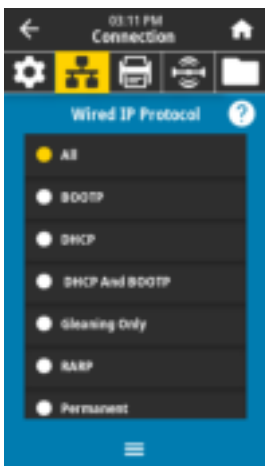 03:11 PM
Connection
Wired IP Protocol
?
All
BOOTP
DHCP
DHCP And BOOTP
Gleaning Only
RARP
Permanent